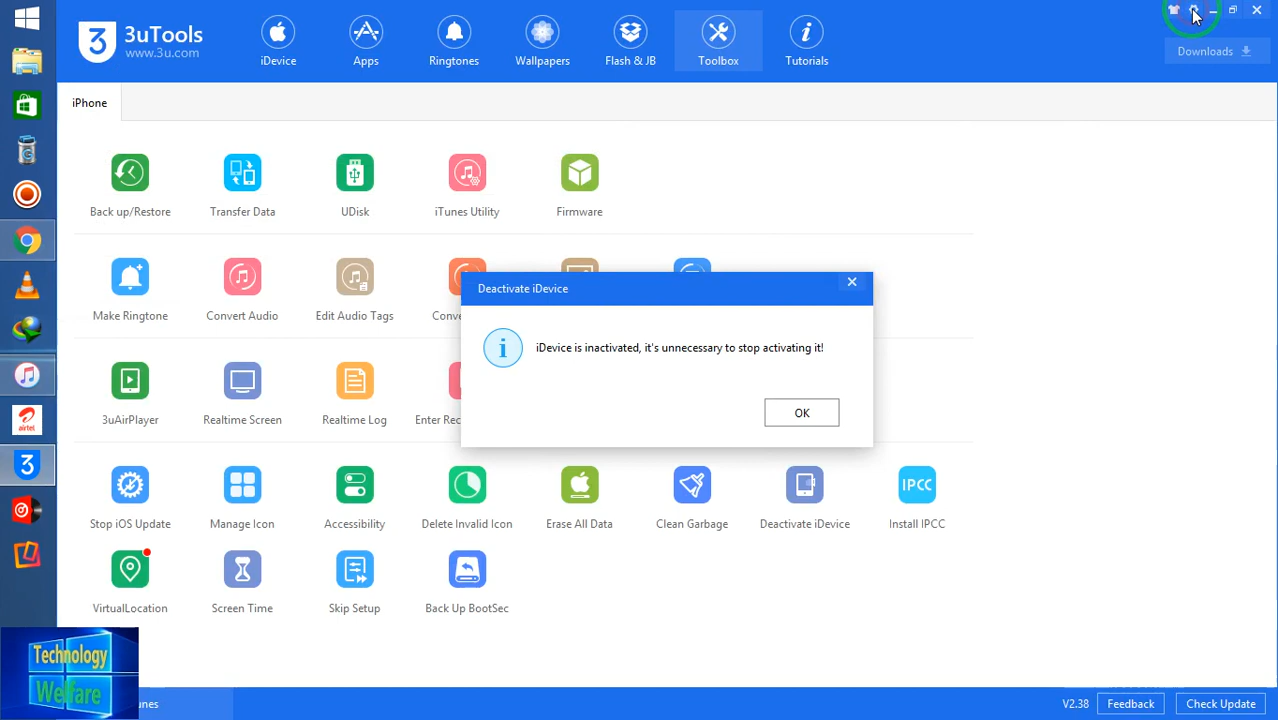 3uTools
www.3u.com
iDevice
Apps
Ringtones
Wallpapers
Flash & JB
Toolbox
Tutorials
Downloads
iPhone
Back up/Restore
Transfer Data
UDisk
iTunes Utility
Firmware
Make Ringtone
Convert Audio
Edit Audio Tags
Deactivate iDevice
iDevice is inactivated, it's unnecessary to stop activating it!
OK
3uAirPlayer
Realtime Screen
Realtime Log
Enter Rec
Stop iOS Update
Manage Icon
Accessibility
Delete Invalid Icon
Erase All Data
Clean Garbage
Deactivate iDevice
IPCC
Install IPCC
VirtualLocation
Screen Time
Skip Setup
Back Up BootSec
airtel
Technology
Welfare
unes
V2.38
Feedback
Check Update